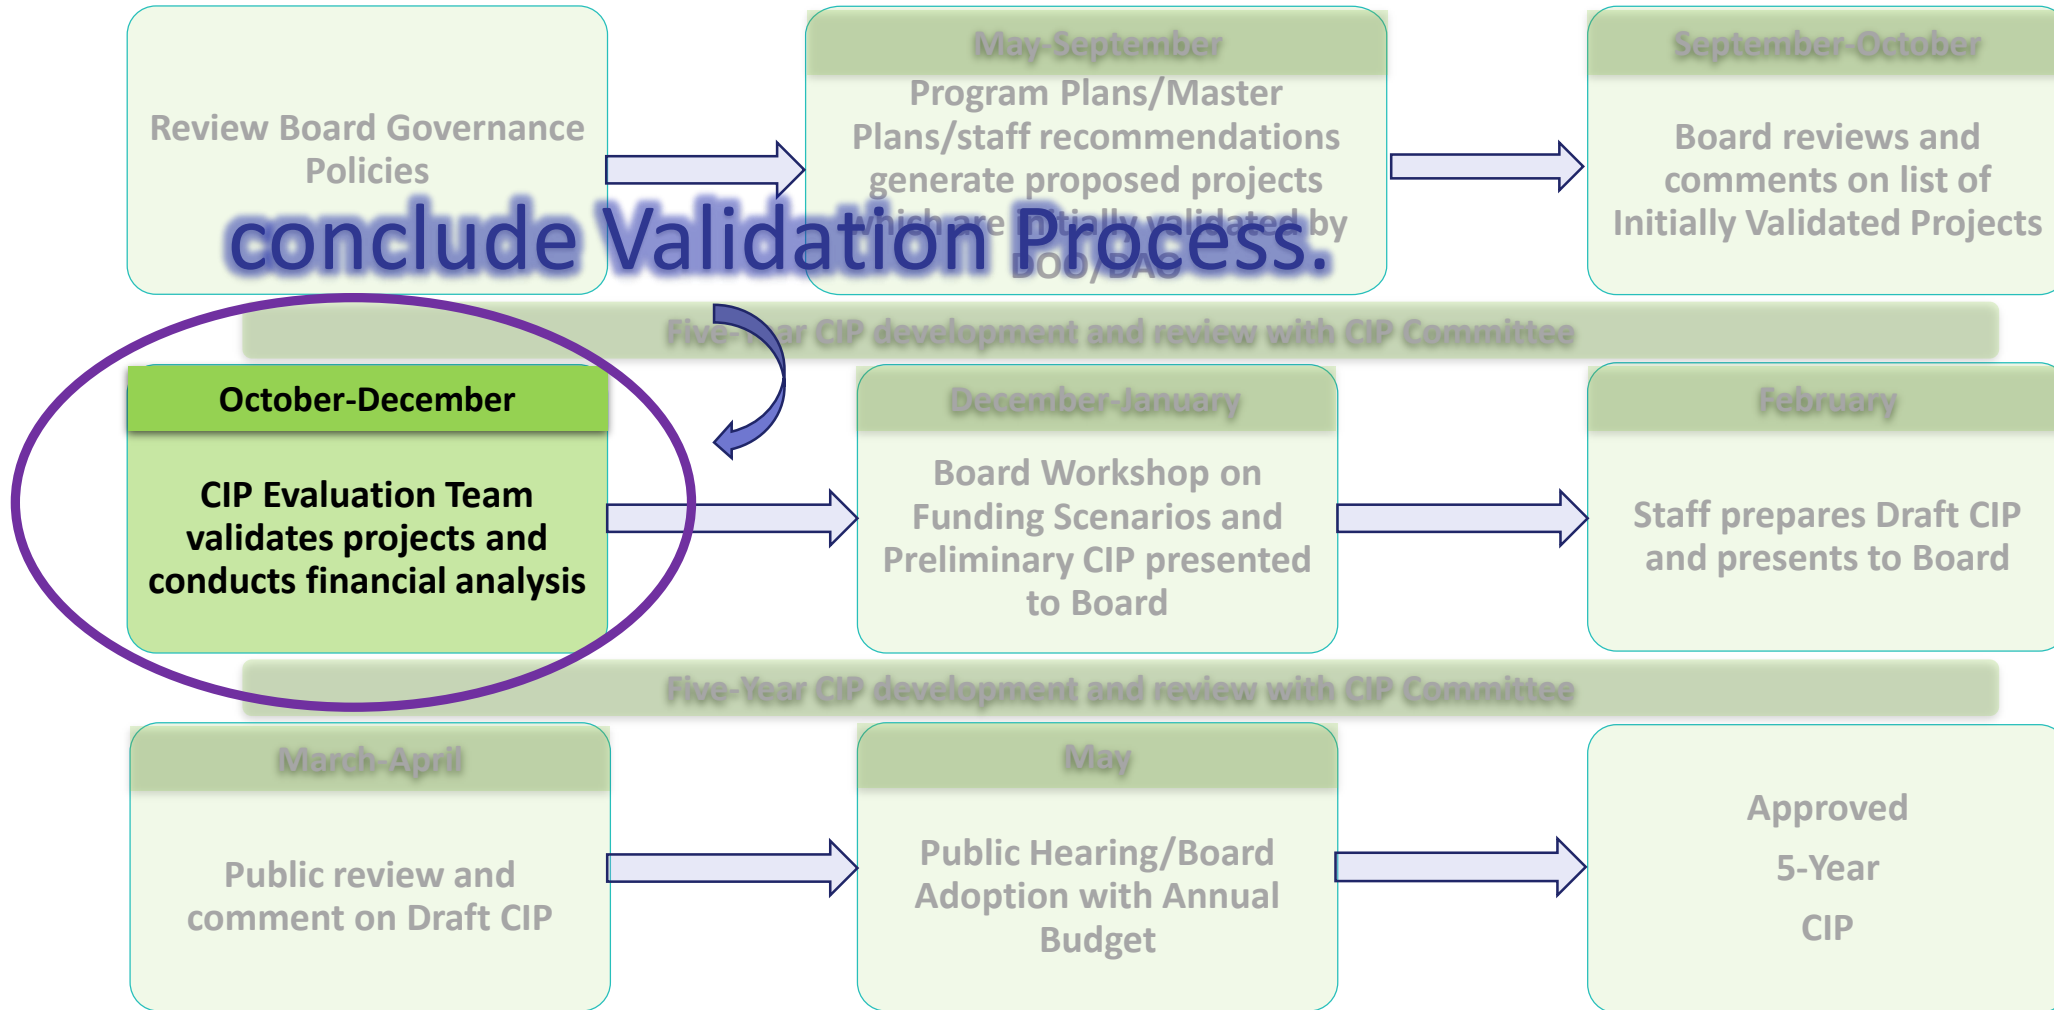 Review Board Governance
Policies
May-September
Program Plans/Master
Plans/staff recommendations
generate proposed projects
which are initially validated by
DOO/DAO
September-October
Board reviews and
comments on list of
Initially Validated Projects
conclude Validation Process.
Five-Year CIP development and review with CIP Committee
October-December
CIP Evaluation Team
validates projects and
conducts financial analysis
December-January
Board Workshop on
Funding Scenarios and
Preliminary CIP presented
to Board
February
Staff prepares Draft CIP
and presents to Board
Five-Year CIP development and review with CIP Committee
March-April
Public review and
comment on Draft CIP
May
Public Hearing/Board
Adoption with Annual
Budget
Approved
5-Year
CIP